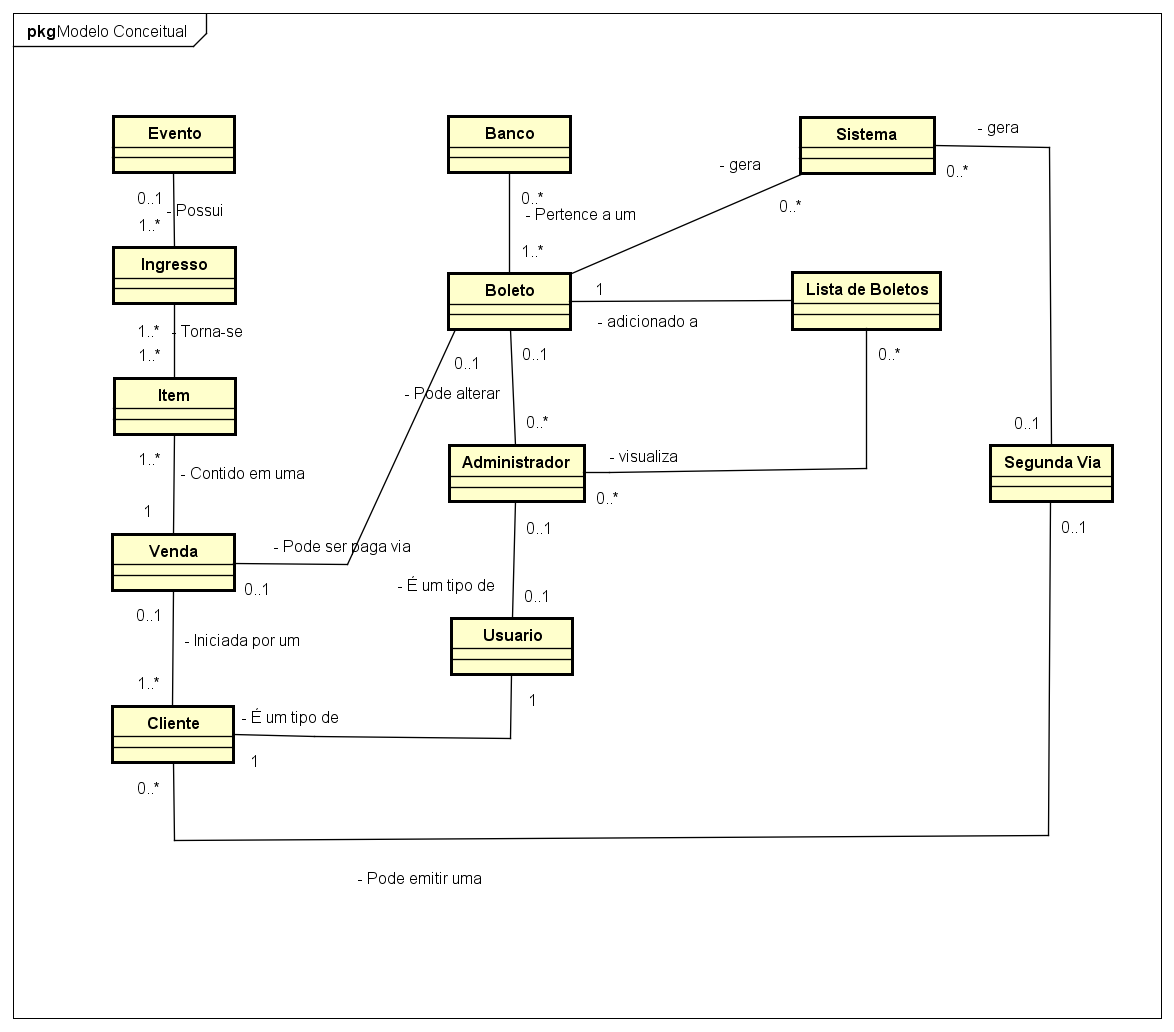 pkg Modelo Conceitual
Evento
Banco
Sistema
- gera
- gera
0..*
0..1
0..*
0..*
- Possui
- Pertence a um
1..*
1..*
Ingresso
Boleto
1
Lista de Boletos
- adicionado a
1..*
- Torna-se
1..*
0..1
0..1
0..*
Item
- Pode alterar
0..*
0..1
1..*
- Contido em uma
Administrador
- visualiza
Segunda Via
0..*
1
0..1
0..1
Venda
- Pode ser paga via
0..1
- É um tipo de
0..1
0..1
- Iniciada por um
Usuario
1..*
1
Cliente
- É um tipo de
1
0..*
- Pode emitir uma